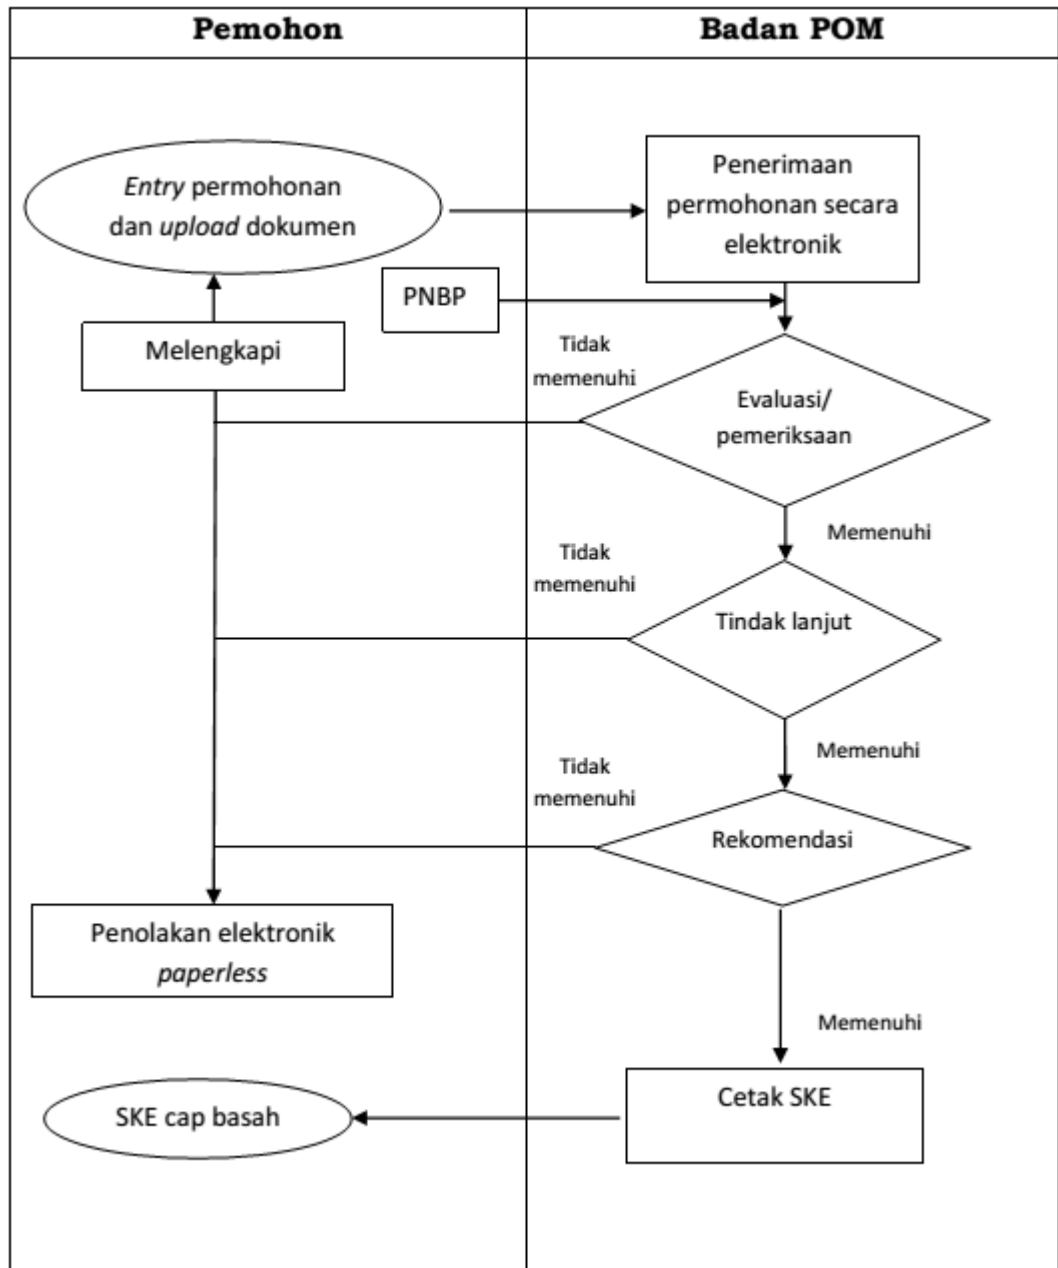 Pemohon
Badan POM
Entry permohonan
dan upload dokumen
Penerimaan
permohonan secara
elektronik
PNBP
Melengkapi
Tidak
memenuhi
Evaluasi/
pemeriksaan
Memenuhi
Tidak
memenuhi
Tindak lanjut
Memenuhi
Tidak
memenuhi
Rekomendasi
Penolakan elektronik
paperless
Memenuhi
Cetak SKE
SKE cap basah